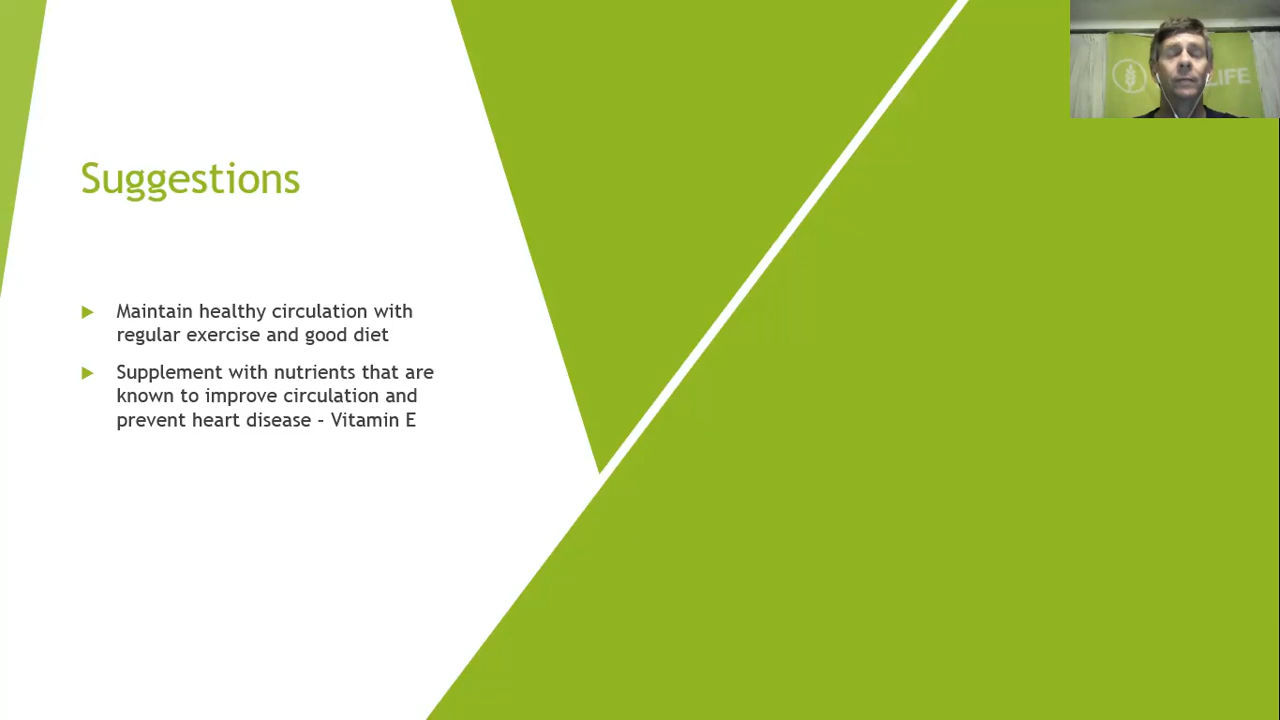 Suggestions
Maintain healthy circulation with
regular exercise and good diet
Supplement with nutrients that are
known to improve circulation and
prevent heart disease - Vitamin E
LIFE